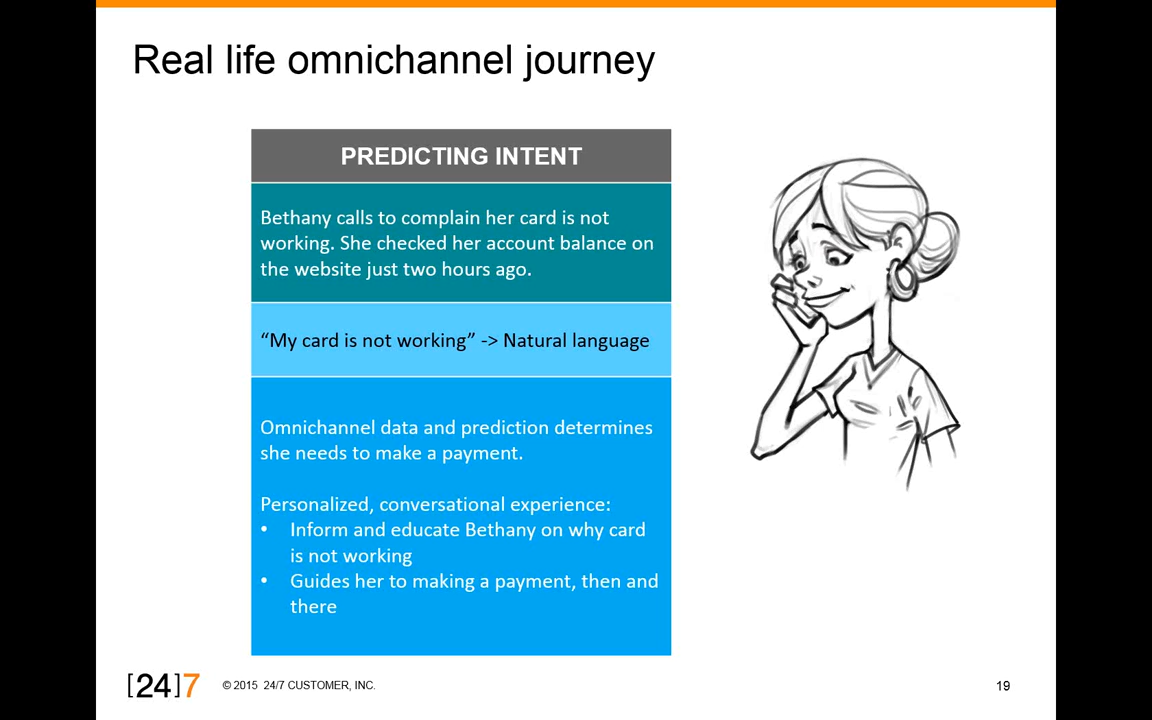 Real life omnichannel journey
PREDICTING INTENT
Bethany calls to complain her card is not
working. She checked her account balance on
the website just two hours ago.
“My card is not working” -> Natural language
Omnichannel data and prediction determines
she needs to make a payment.
Personalized, conversational experience:
• Inform and educate Bethany on why card
is not working
• Guides her to making a payment, then and
there
[24]7 © 2015 24/7 CUSTOMER, INC. 19